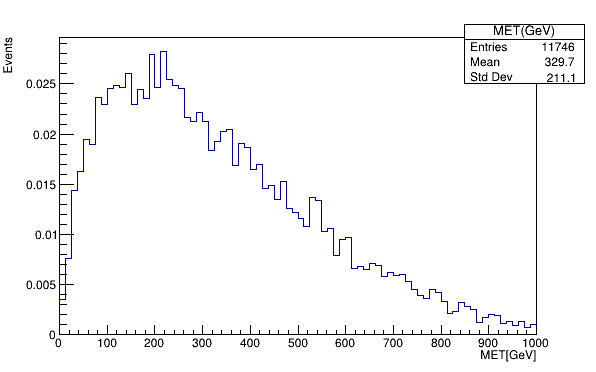 MET(GeV)
Entries 11746
Mean 329.7
Std Dev 211.1
Events
0.025
0.02
0.015
0.01
0.005
0
0 100 200 300 400 500 600 700 800 900 1000
MET[GeV]